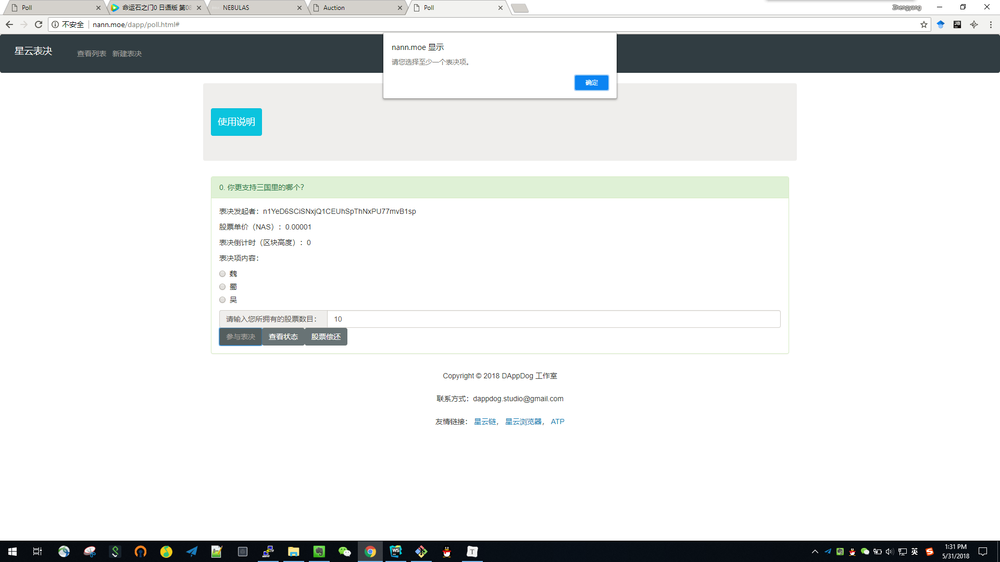 Poll
命运石之门0 日语版 第08
NEBULAS
Auction
Poll
Zhengyang
不安全 nann.moe/dapp/poll.html#
星云表决
查看列表 新建表决
nann.moe 显示
请您选择至少一个表决项。
确定
使用说明
0. 你更支持三国里的哪个?
表决发起者：n1YeD6SCiSNxjQ1CEUhSpThNxPU77mvB1sp
股票单价（NAS）：0.00001
表决倒计时（区块高度）：0
表决项内容：
魏
蜀
吴
请输入您所拥有的股票数目： 10
参与表决 查看状态 股票偿还
Copyright © 2018 DAppDog 工作室
联系方式：dappdog.studio@gmail.com
友情链接： 星云链， 星云浏览器， ATP
英
1:31 PM
5/31/2018